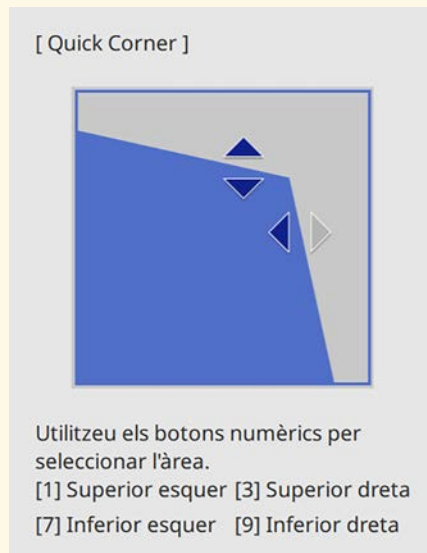 [ Quick Corner ]
Utilitzeu els botons numèrics per
seleccionar l'àrea.
[1] Superior esquer [3] Superior dreta
[7] Inferior esquer [9] Inferior dreta